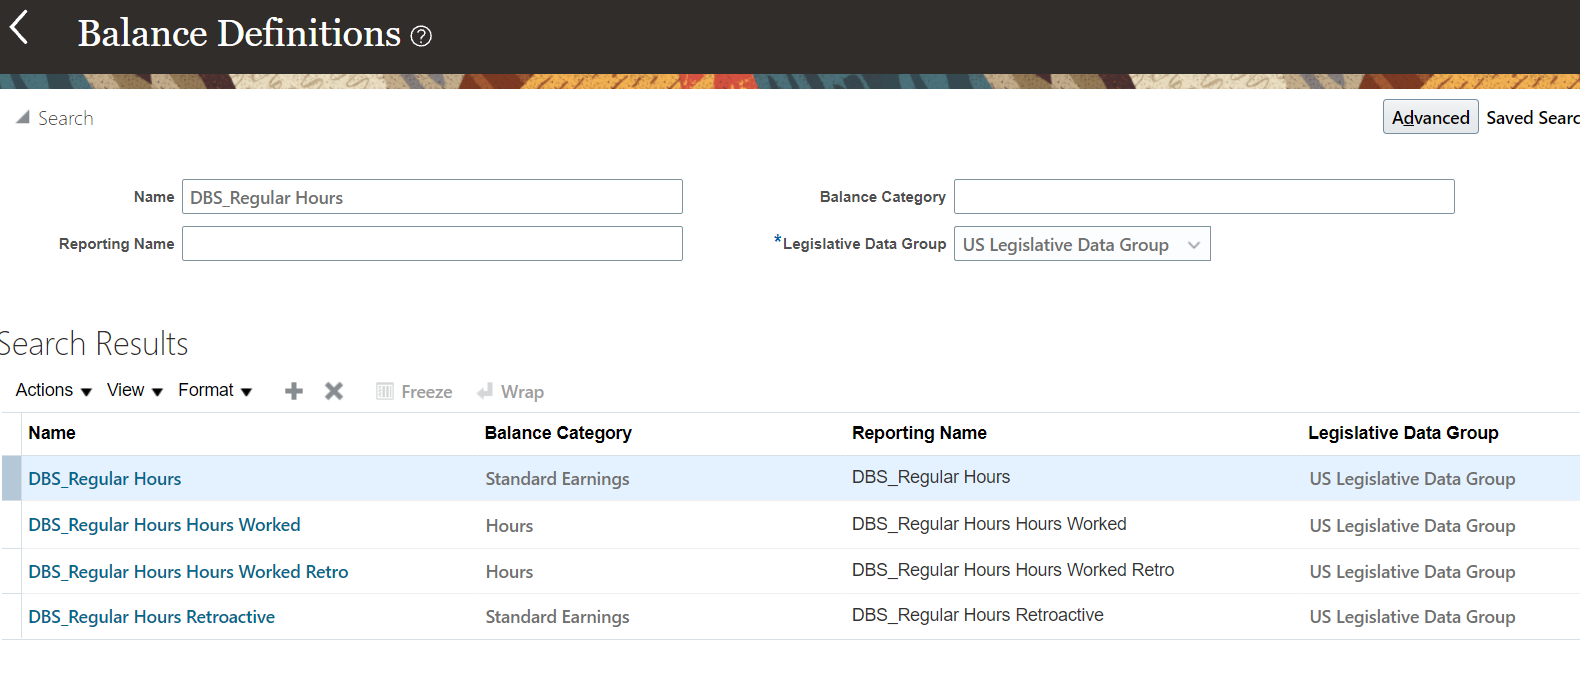 Balance Definitions ?
Search
Advanced Saved Searc
Name DBS_Regular Hours Balance Category
Reporting Name *Legislative Data Group US Legislative Data Group
Search Results
Actions View Format Freeze Wrap
Name Balance Category Reporting Name Legislative Data Group
DBS_Regular Hours Standard Earnings DBS_Regular Hours US Legislative Data Group
DBS_Regular Hours Hours Worked Hours DBS_Regular Hours Hours Worked US Legislative Data Group
DBS_Regular Hours Hours Worked Retro Hours DBS_Regular Hours Hours Worked Retro US Legislative Data Group
DBS_Regular Hours Retroactive Standard Earnings DBS_Regular Hours Retroactive US Legislative Data Group